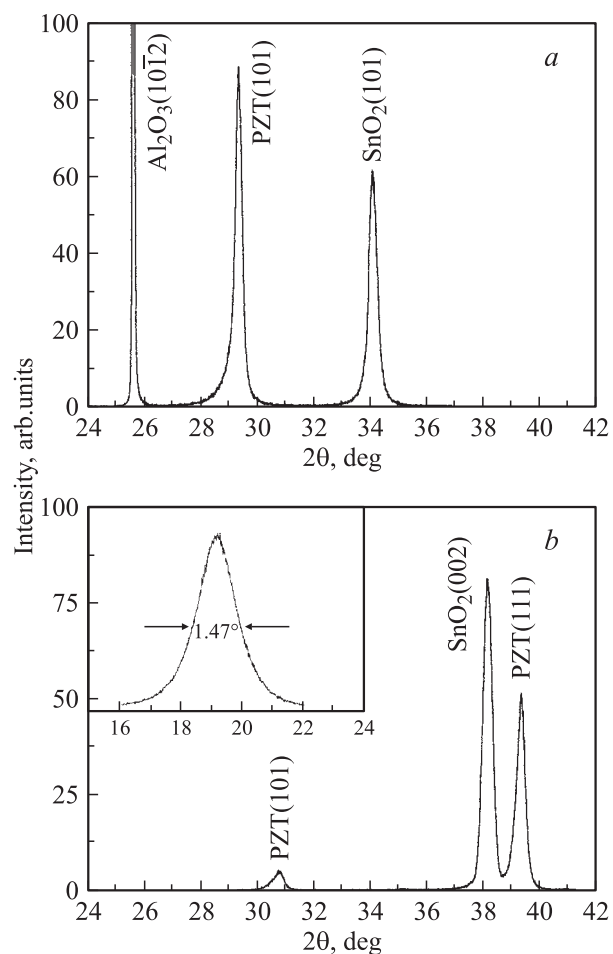 100
80
60
40
20
0
a
Al₂O₃(101̄2)
PZT(101)
SnO₂(101)
24 26 28 30 32 34 36 38 40 42
2θ, deg
Intensity, arb.units
100
75
50
25
0
b
1.47°
16 18 20 22 24
PZT(101)
SnO₂(002)
PZT(111)
24 26 28 30 32 34 36 38 40 42
2θ, deg